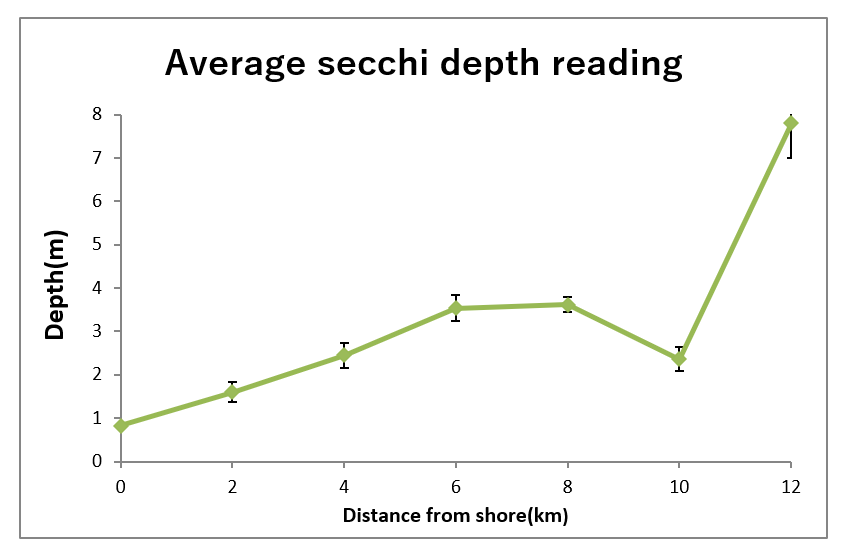 Average secchi depth reading
8
7
6
5
4
3
2
1
0
Depth(m)
0 2 4 6 8 10 12
Distance from shore(km)